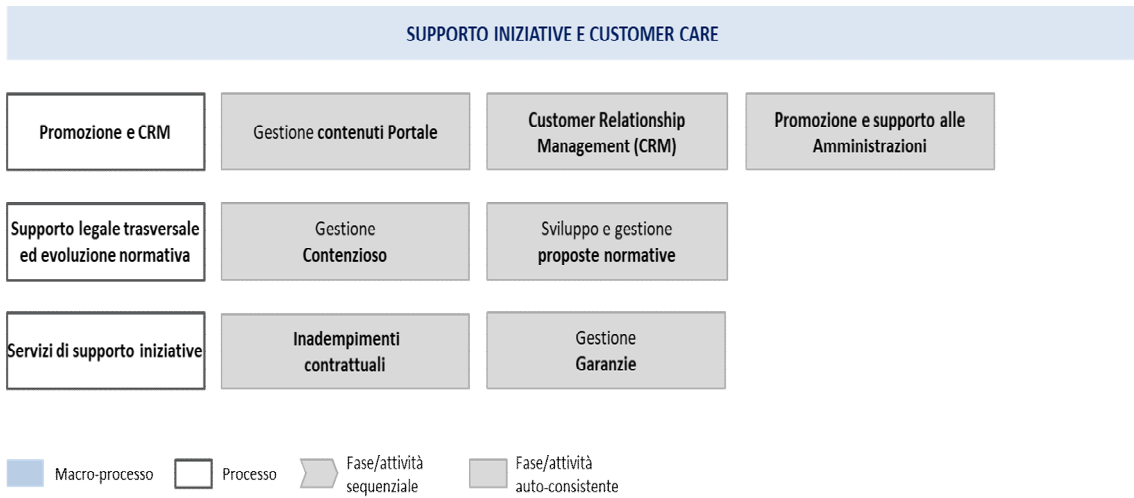 SUPPORTO INIZIATIVE E CUSTOMER CARE
Promozione e CRM
Gestione contenuti Portale
Customer Relationship
Management (CRM)
Promozione e supporto alle
Amministrazioni
Supporto legale trasversale
ed evoluzione normativa
Gestione
Contenzioso
Sviluppo e gestione
proposte normative
Servizi di supporto iniziative
Inadempimenti
contrattuali
Gestione
Garanzie
Macro-processo
Processo
Fase/attività
sequenziale
Fase/attività
auto-consistente